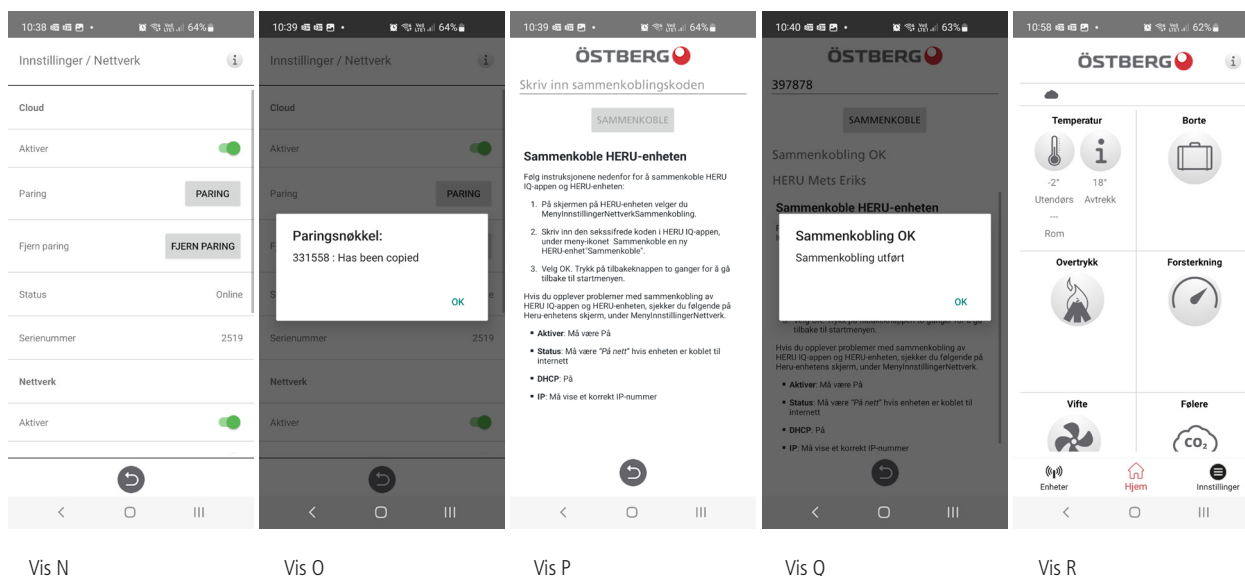 10:38
64%
Innstillinger / Nettverk
i
Cloud
Aktiver
Paring
PARING
Fjern paring
FJERN PARING
Status
Online
Serienummer
2519
Nettverk
Aktiver
Vis N
10:39
64%
Innstillinger / Nettverk
i
Cloud
Aktiver
Paring
PARING
Paringsnøkkel:
331558 : Has been copied
OK
Serienummer
2519
Nettverk
Aktiver
Vis O
10:39
64%
ÖSTBERG
Skriv inn sammenkoblingskoden
SAMMENKOBLE
Sammenkoble HERU-enheten
Følg instruksjonene nedenfor for å sammenkoble HERU
IQ-appen og HERU-enheten:
1. På skjermen på HERU-enheten velger du
MenyInnstillingerNettverkSammenkobling.
2. Skriv inn den sekssifrede koden i HERU IQ-appen,
under meny-ikonet Sammenkoble en ny
HERU-enhet"Sammenkoble".
3. Velg OK. Trykk på tilbakeknappen to ganger for å gå
tilbake til startmenyen.
Hvis du opplever problemer med sammenkobling av
HERU IQ-appen og HERU-enheten, sjekker du følgende på
Heru-enhetens skjerm, under MenyInnstillingerNettverk.
▪ Aktiver: Må være På
▪ Status: Må være "På nett" hvis enheten er koblet til
internett
▪ DHCP: På
▪ IP: Må vise et korrekt IP-nummer
Vis P
10:40
63%
ÖSTBERG
397878
SAMMENKOBLE
Sammenkobling OK
HERU Mets Eriks
Sammenkoble HERU-enheten
Sammenkobling OK
Sammenkobling utført
OK
tilbake til startmenyen.
Hvis du opplever problemer med sammenkobling av
HERU IQ-appen og HERU-enheten, sjekker du følgende på
Heru-enhetens skjerm, under MenyInnstillingerNettverk.
▪ Aktiver: Må være På
▪ Status: Må være "På nett" hvis enheten er koblet til
internett
▪ DHCP: På
▪ IP: Må vise et korrekt IP-nummer
Vis Q
10:58
62%
ÖSTBERG
i
Temperatur
Borte
i
-2°
18°
Utendørs
Avtrekk
---
Rom
Overtrykk
Forsterkning
Vifte
Følere
CO₂
Enheter
Hjem
Innstillinger
Vis R